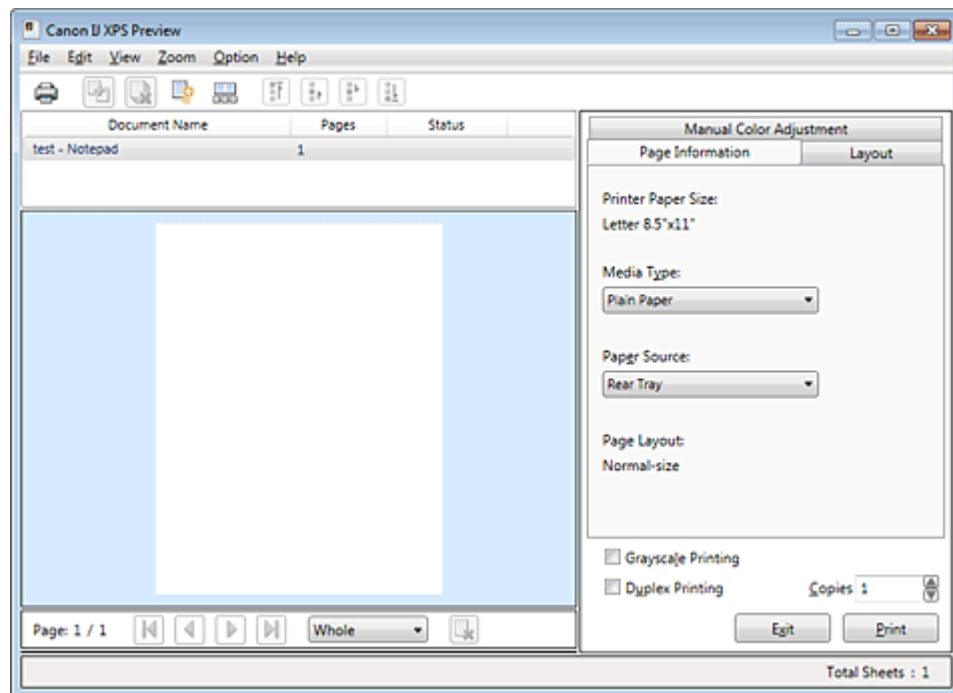 Canon IJ XPS Preview
File Edit View Zoom Option Help
Document Name Pages Status
test - Notepad 1
Manual Color Adjustment
Page Information Layout
Printer Paper Size:
Letter 8.5"x11"
Media Type:
Plain Paper
Paper Source:
Rear Tray
Page Layout:
Normal-size
Grayscale Printing
Duplex Printing Copies 1
Page: 1 / 1 Whole Exit Print
Total Sheets : 1